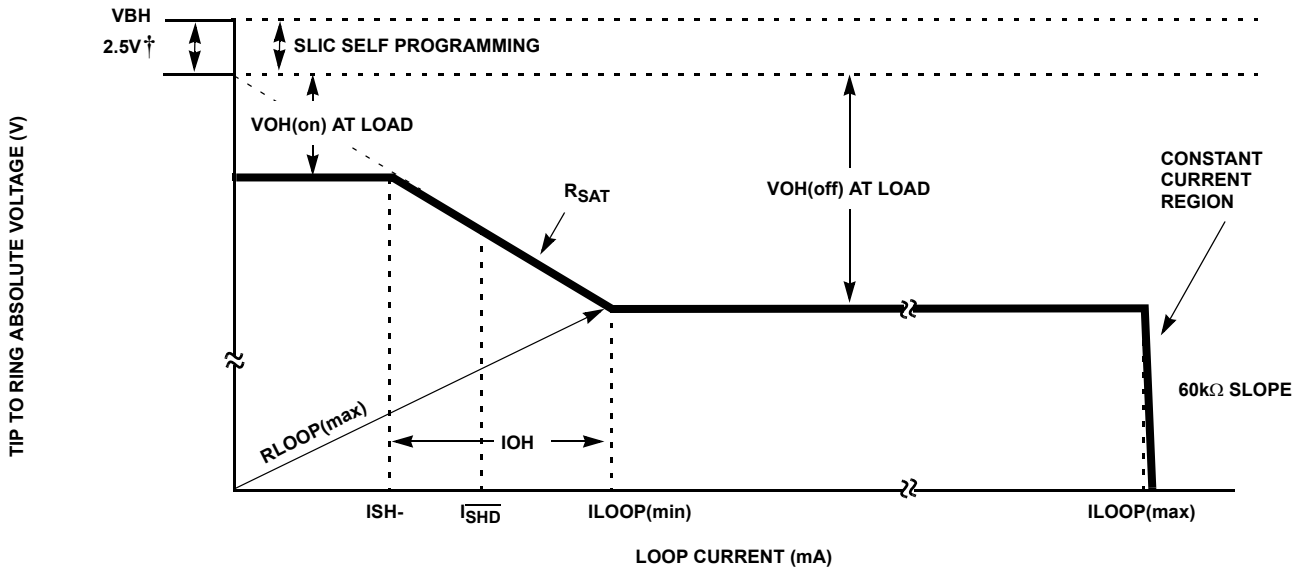 VBH
2.5V†
SLIC SELF PROGRAMMING
VOH(on) AT LOAD
RSAT
VOH(off) AT LOAD
CONSTANT
CURRENT
REGION
60kΩ SLOPE
RLOOP(max)
IOH
ISH-
ISHD
ILOOP(min)
ILOOP(max)
LOOP CURRENT (mA)
TIP TO RING ABSOLUTE VOLTAGE (V)